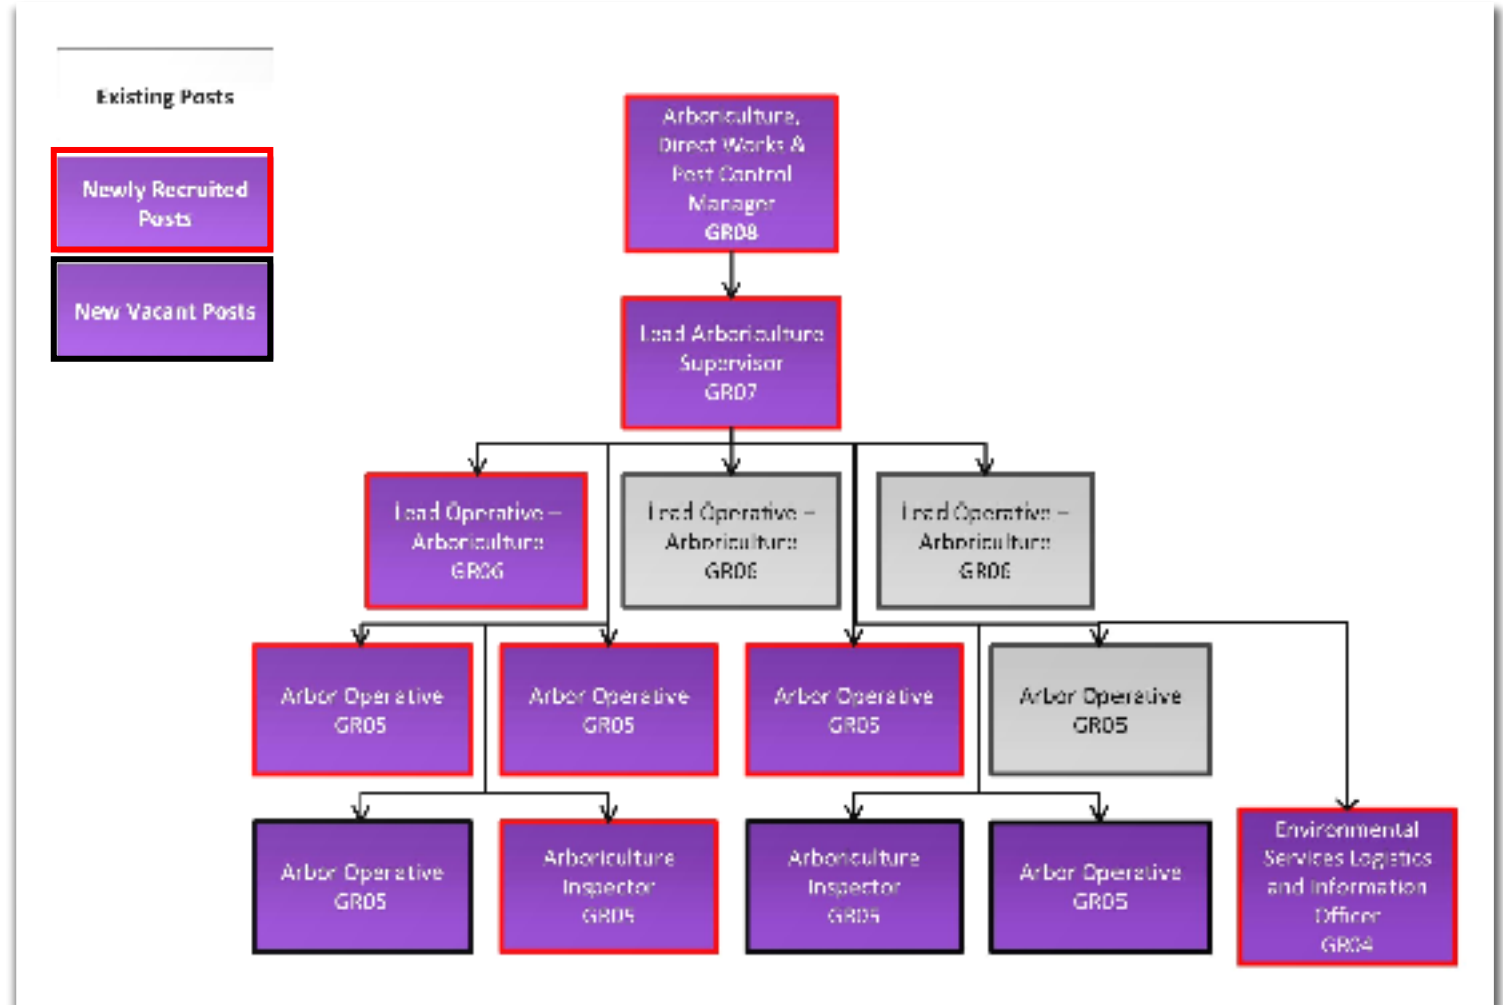 Existing Posts
Newly Recruited
Posts
New Vacant Posts
Arboriculture,
Direct Works &
Pest Control
Manager
GR08
Lead Arboriculture
Supervisor
GR07
Lead Operative –
Arboriculture
GR06
Lead Operative –
Arboriculture
GR06
Lead Operative –
Arboriculture
GR06
Arbor Operative
GR05
Arbor Operative
GR05
Arbor Operative
GR05
Arbor Operative
GR05
Arbor Operative
GR05
Arboriculture
Inspector
GR05
Arboriculture
Inspector
GR05
Arbor Operative
GR05
Environmental
Services Logistics
and Information
Officer
GR04